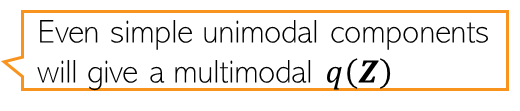 Even simple unimodal components
will give a multimodal q(Z)